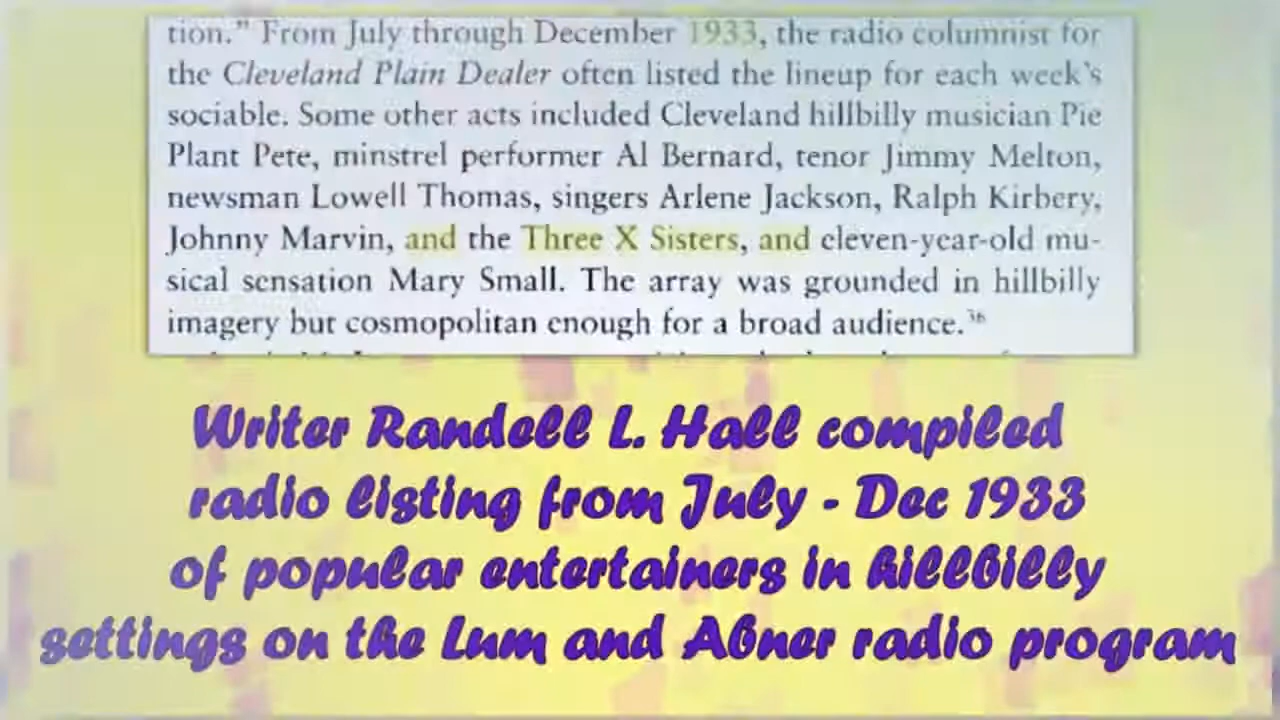 tion.” From July through December 1933, the radio columnist for
the Cleveland Plain Dealer often listed the lineup for each week’s
sociable. Some other acts included Cleveland hillbilly musician Pie
Plant Pete, minstrel performer Al Bernard, tenor Jimmy Melton,
newsman Lowell Thomas, singers Arlene Jackson, Ralph Kirbery,
Johnny Marvin, and the Three X Sisters, and eleven-year-old mu-
sical sensation Mary Small. The array was grounded in hillbilly
imagery but cosmopolitan enough for a broad audience.36
Writer Randell L. Hall compiled
radio listing from July - Dec 1933
of popular entertainers in hillbilly
settings on the Lum and Abner radio program